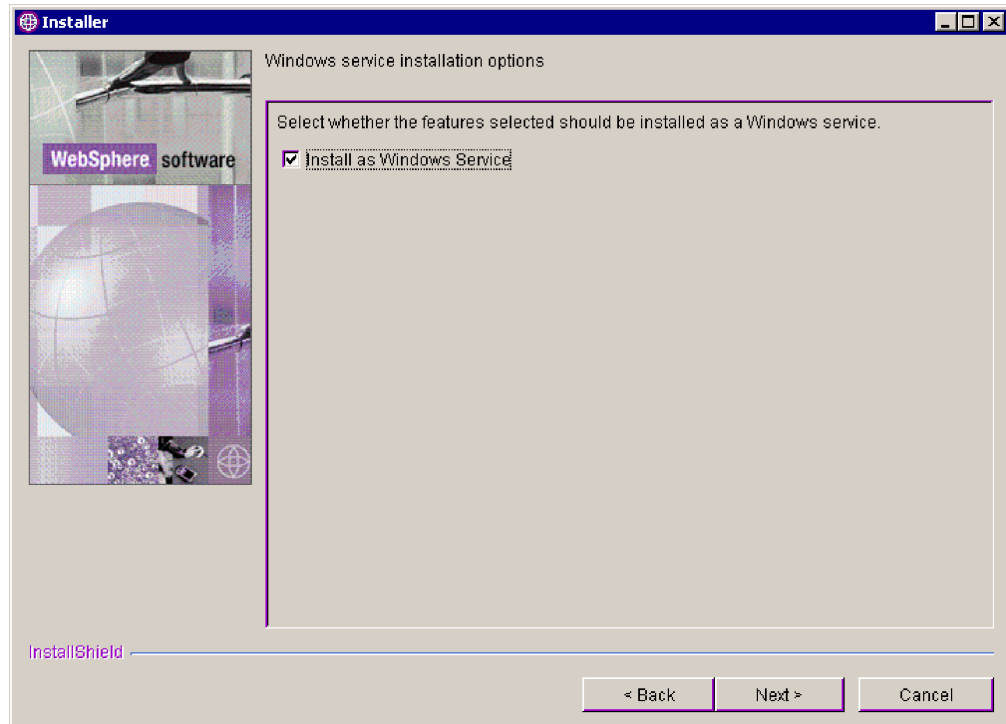 Installer
Windows service installation options
Select whether the features selected should be installed as a Windows service.
WebSphere software
Install as Windows Service
InstallShield
< Back
Next >
Cancel